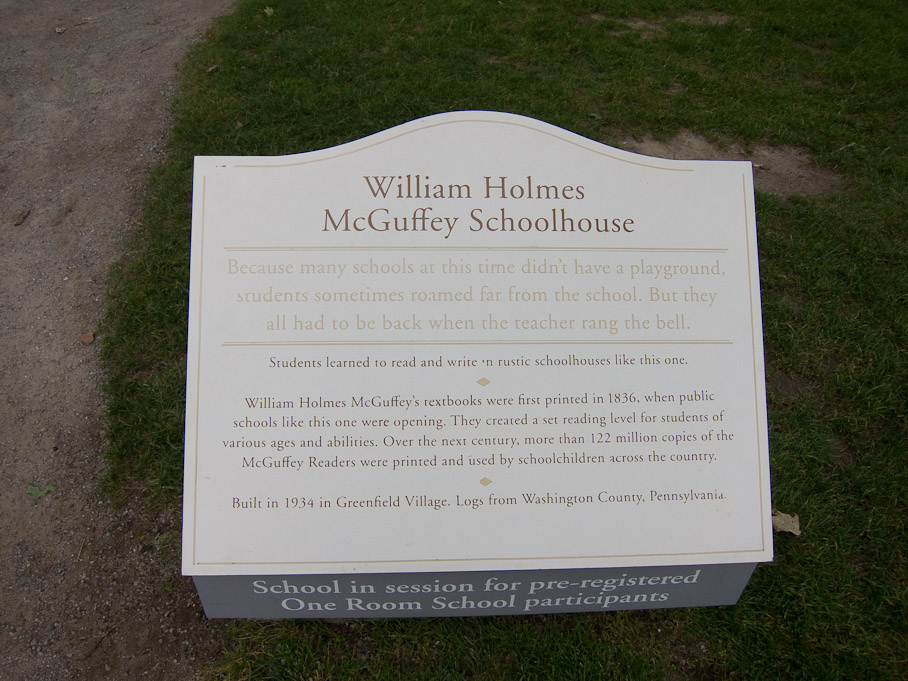 William Holmes
McGuffey Schoolhouse
Because many schools at this time didn't have a playground,
students sometimes roamed far from the school. But they
all had to be back when the teacher rang the bell.
Students learned to read and write in rustic schoolhouses like this one.
William Holmes McGuffey's textbooks were first printed in 1836, when public
schools like this one were opening. They created a set reading level for students of
various ages and abilities. Over the next century, more than 122 million copies of the
McGuffey Readers were printed and used by schoolchildren across the country.
Built in 1934 in Greenfield Village. Logs from Washington County, Pennsylvania.
School in session for pre-registered
One Room School participants